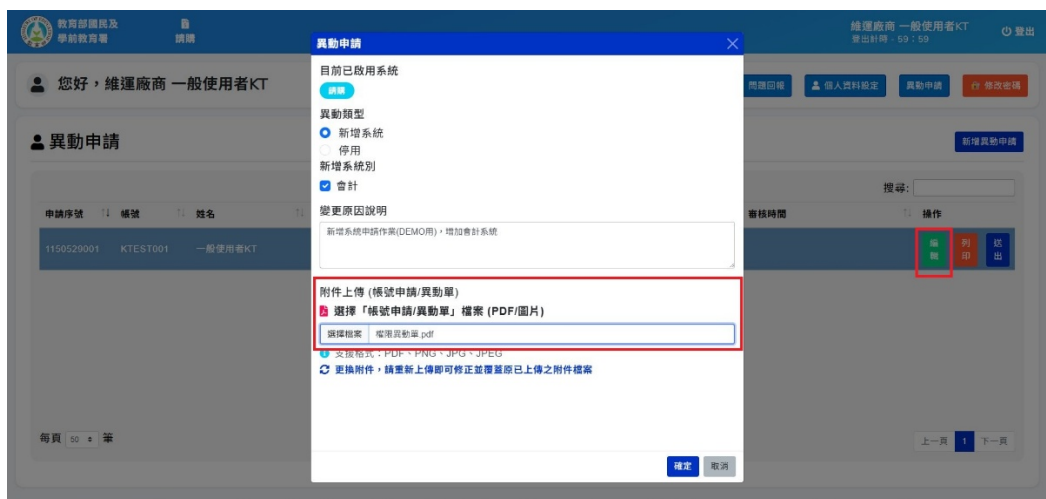 教育部國民及
學前教育署
請購
維運廠商 一般使用者KT
登出計時 - 59：59
登出
您好，維運廠商 一般使用者KT
問題回報
個人資料設定
異動申請
修改密碼
異動申請
新增異動申請
搜尋:
申請序號 帳號 姓名 審核時間 操作
1150529001 KTEST001 一般使用者KT 編輯 列印 送出
每頁 50 筆
上一頁 1 下一頁
異動申請
目前已啟用系統
請購
異動類型
新增系統
停用
新增系統別
會計
變更原因說明
新增系統申請作業(DEMO用)，增加會計系統
附件上傳 (帳號申請/異動單)
選擇「帳號申請/異動單」檔案 (PDF/圖片)
選擇檔案 權限異動單.pdf
支援格式：PDF、PNG、JPG、JPEG
更換附件，請重新上傳即可修正並覆蓋原已上傳之附件檔案
確定 取消